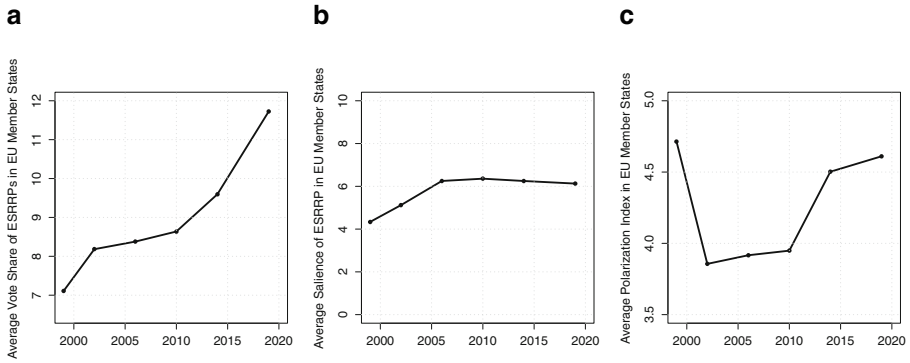 a
b
c
Average Vote Share of ESRRPs in EU Member States
12
11
10
9
8
7
2000 2005 2010 2015 2020
Average Salience of ESRRP in EU Member States
10
8
6
4
2
0
2000 2005 2010 2015 2020
Average Polarization Index in EU Member States
5.0
4.5
4.0
3.5
2000 2005 2010 2015 2020